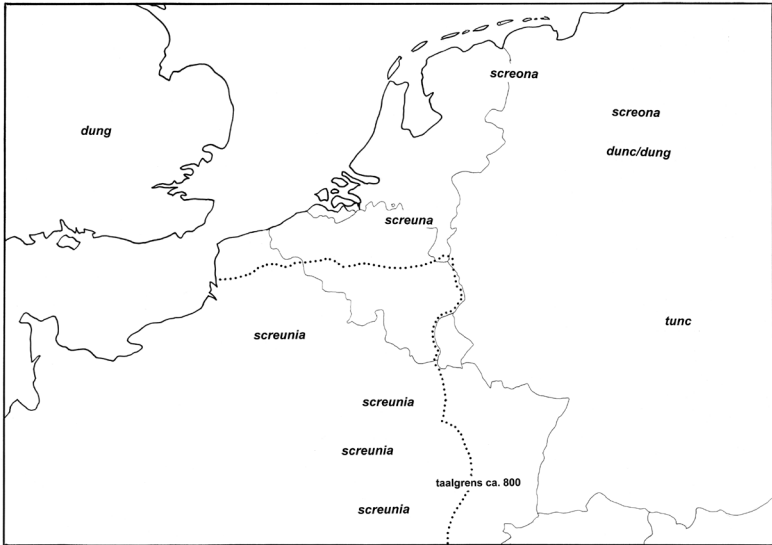 screona
screona
dung
dunc/dung
screuna
tunc
screunia
screunia
screunia
taalgrens ca. 800
screunia